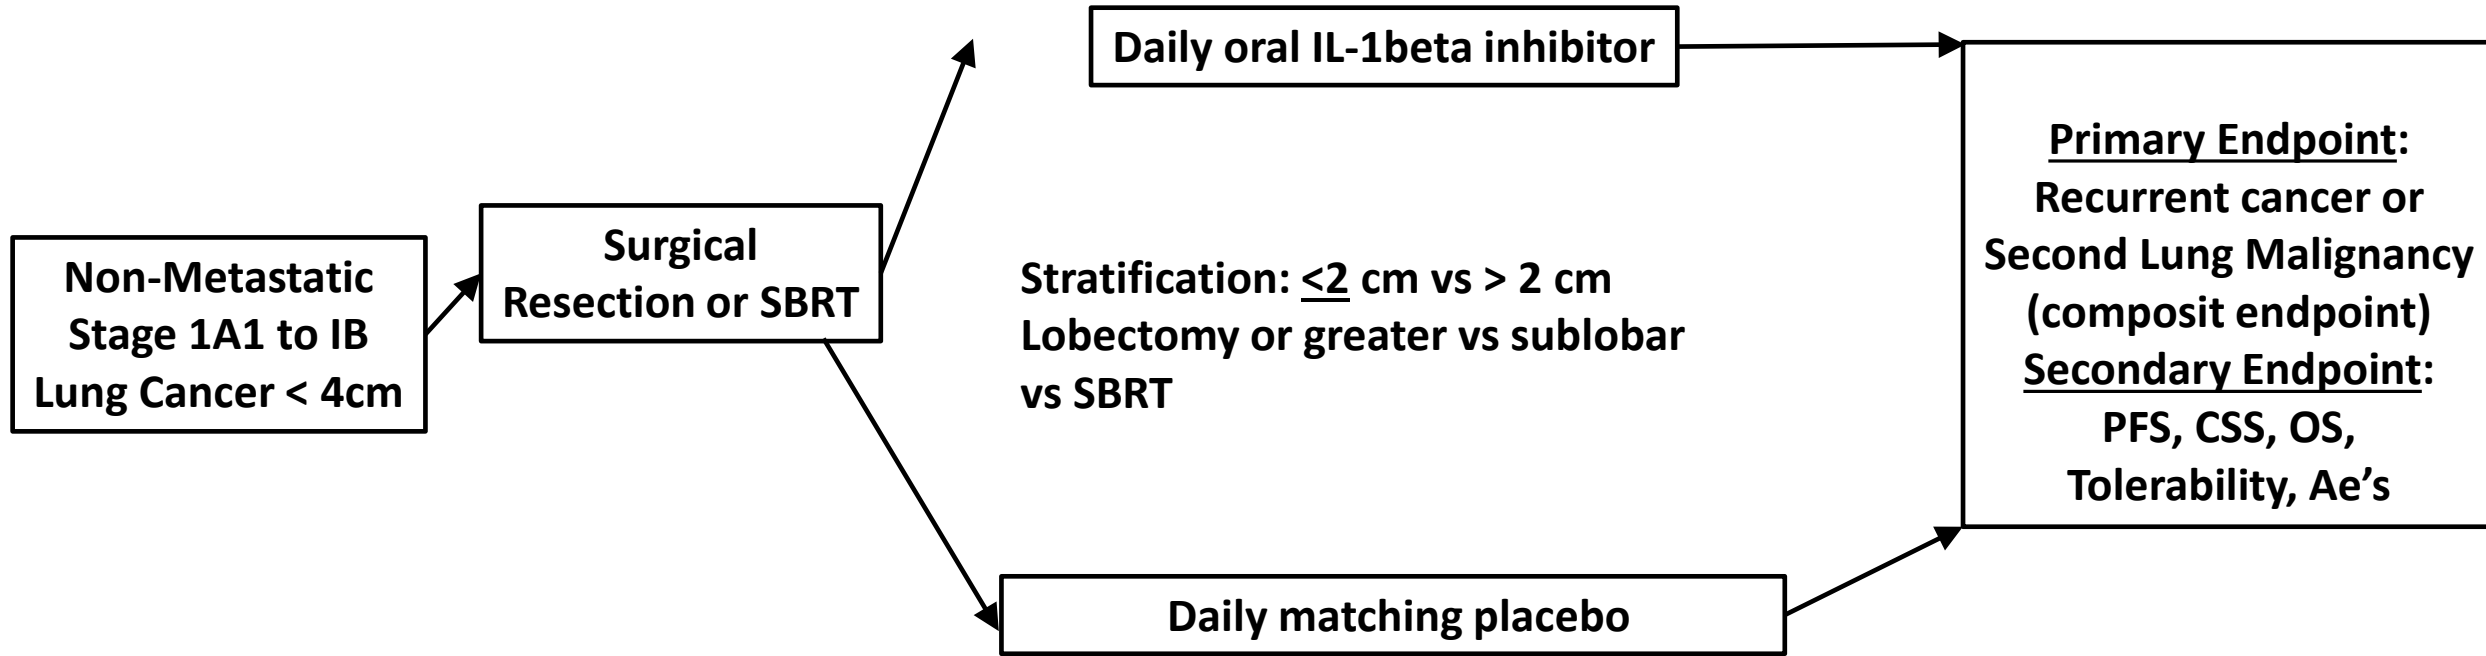 Non-Metastatic
Stage 1A1 to IB
Lung Cancer < 4cm
Surgical
Resection or SBRT
Daily oral IL-1beta inhibitor
Stratification: <2 cm vs > 2 cm
Lobectomy or greater vs sublobar
vs SBRT
Daily matching placebo
Primary Endpoint:
Recurrent cancer or
Second Lung Malignancy
(composit endpoint)
Secondary Endpoint:
PFS, CSS, OS,
Tolerability, Ae’s